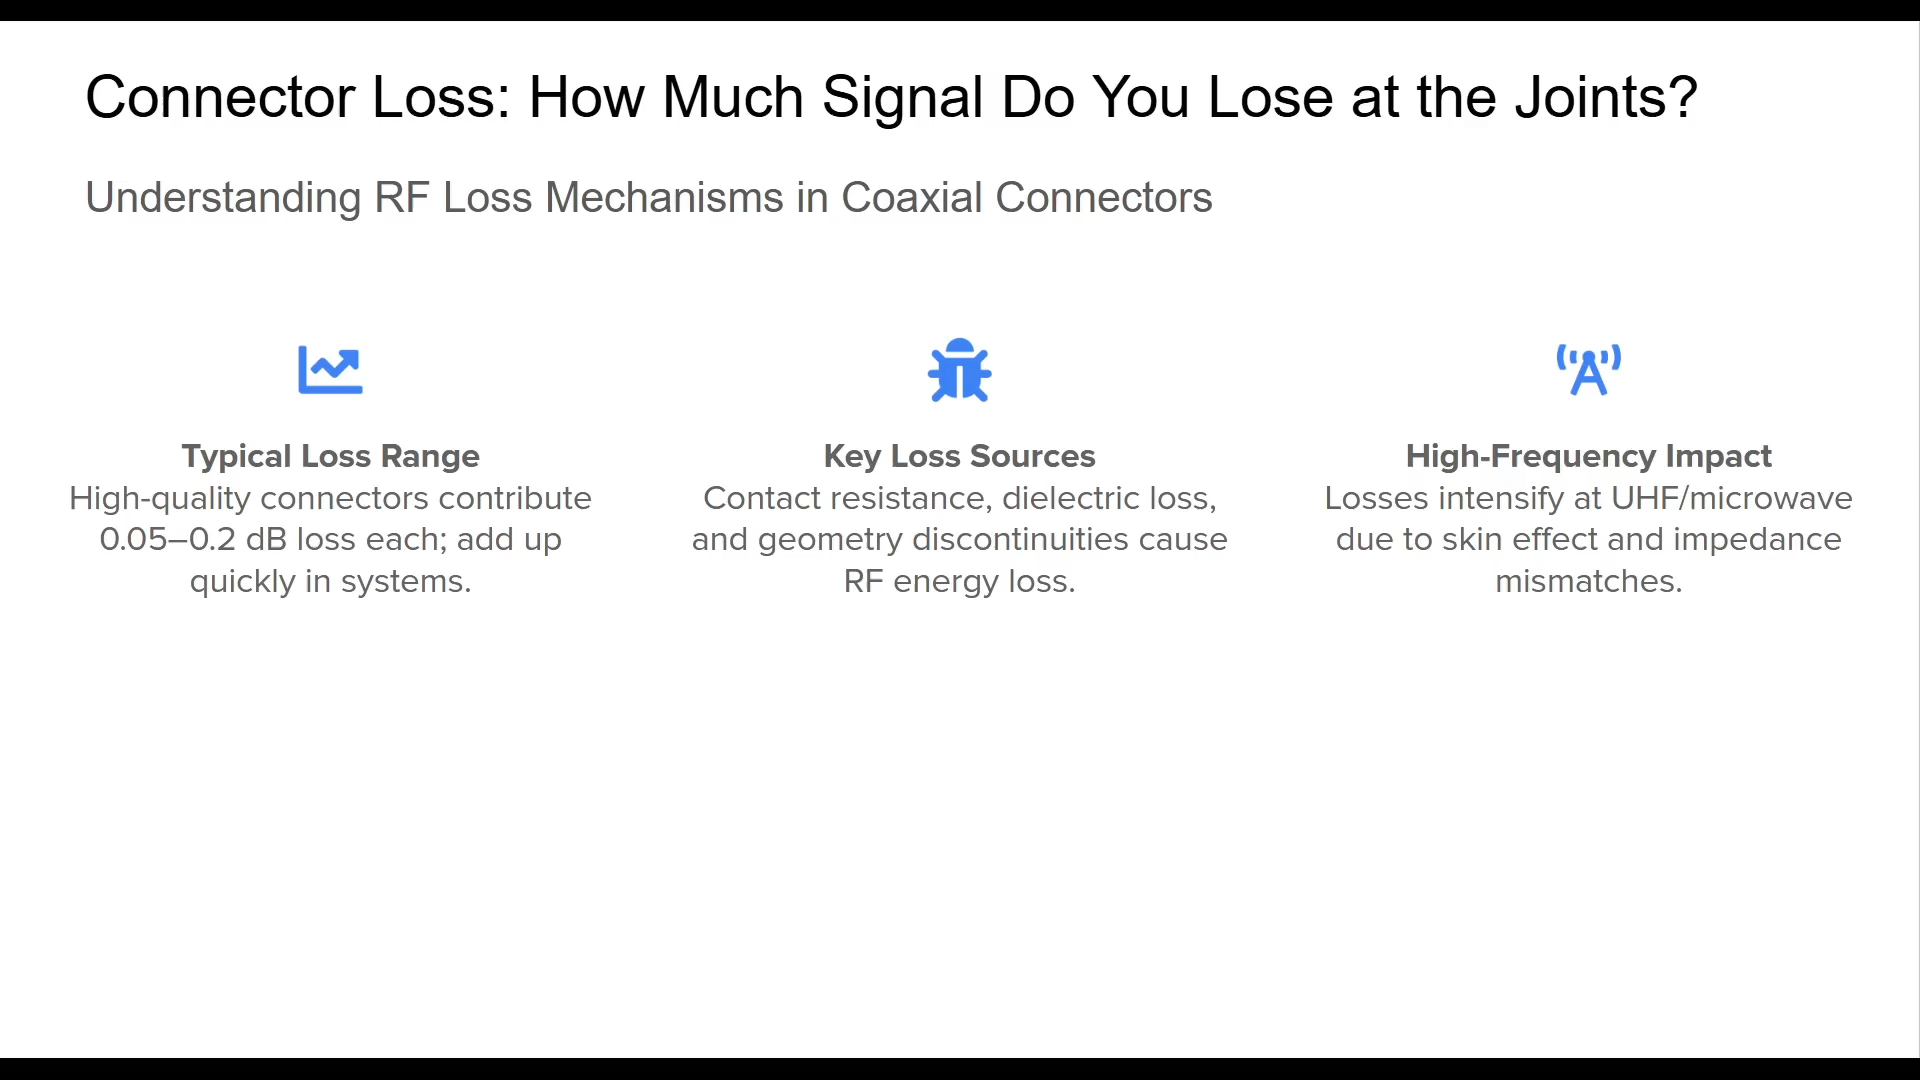 Connector Loss: How Much Signal Do You Lose at the Joints?
Understanding RF Loss Mechanisms in Coaxial Connectors
Typical Loss Range
High-quality connectors contribute
0.05–0.2 dB loss each; add up
quickly in systems.
Key Loss Sources
Contact resistance, dielectric loss,
and geometry discontinuities cause
RF energy loss.
High-Frequency Impact
Losses intensify at UHF/microwave
due to skin effect and impedance
mismatches.